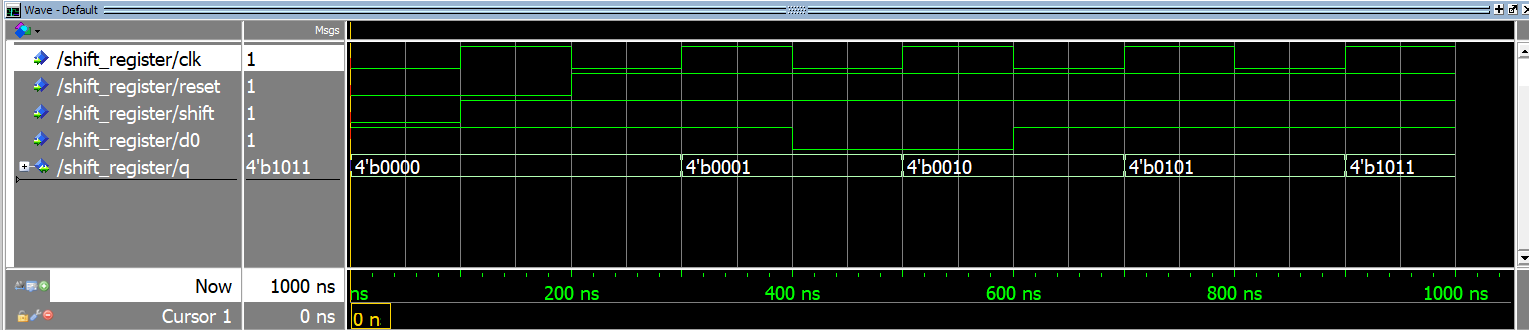 Wave - Default
Msgs
/shift_register/clk 1
/shift_register/reset 1
/shift_register/shift 1
/shift_register/d0 1
/shift_register/q 4'b1011 4'b0000 4'b0001 4'b0010 4'b0101 4'b1011
Now 1000 ns ns 200 ns 400 ns 600 ns 800 ns 1000 ns
Cursor 1 0 ns 0 n